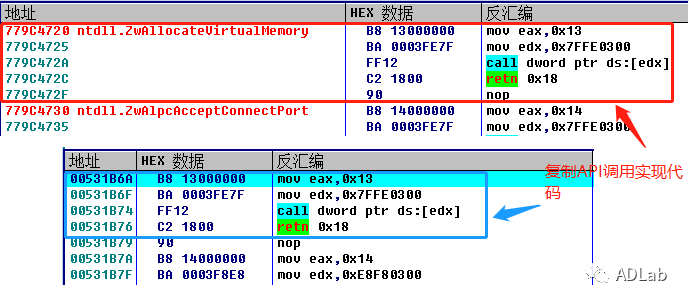 地址 HEX 数据 反汇编
779C4720 ntdll.ZwAllocateVirtualMemory B8 13000000 mov eax,0x13
779C4725 BA 0003FE7F mov edx,0x7FFE0300
779C472A FF12 call dword ptr ds:[edx]
779C472C C2 1800 retn 0x18
779C472F 90 nop
779C4730 ntdll.ZwAlpcAcceptConnectPort B8 14000000 mov eax,0x14
779C4735 BA 0003FE7F mov edx,0x7FFE0300
地址 HEX 数据 反汇编
00531B6A B8 13000000 mov eax,0x13
00531B6F BA 0003FE7F mov edx,0x7FFE0300
00531B74 FF12 call dword ptr ds:[edx]
00531B76 C2 1800 retn 0x18
00531B79 90 nop
00531B7A B8 14000000 mov eax,0x14
00531B7F BA 0003F8E8 mov edx,0xE8F80300
复制API调用实现代
码
ADLab